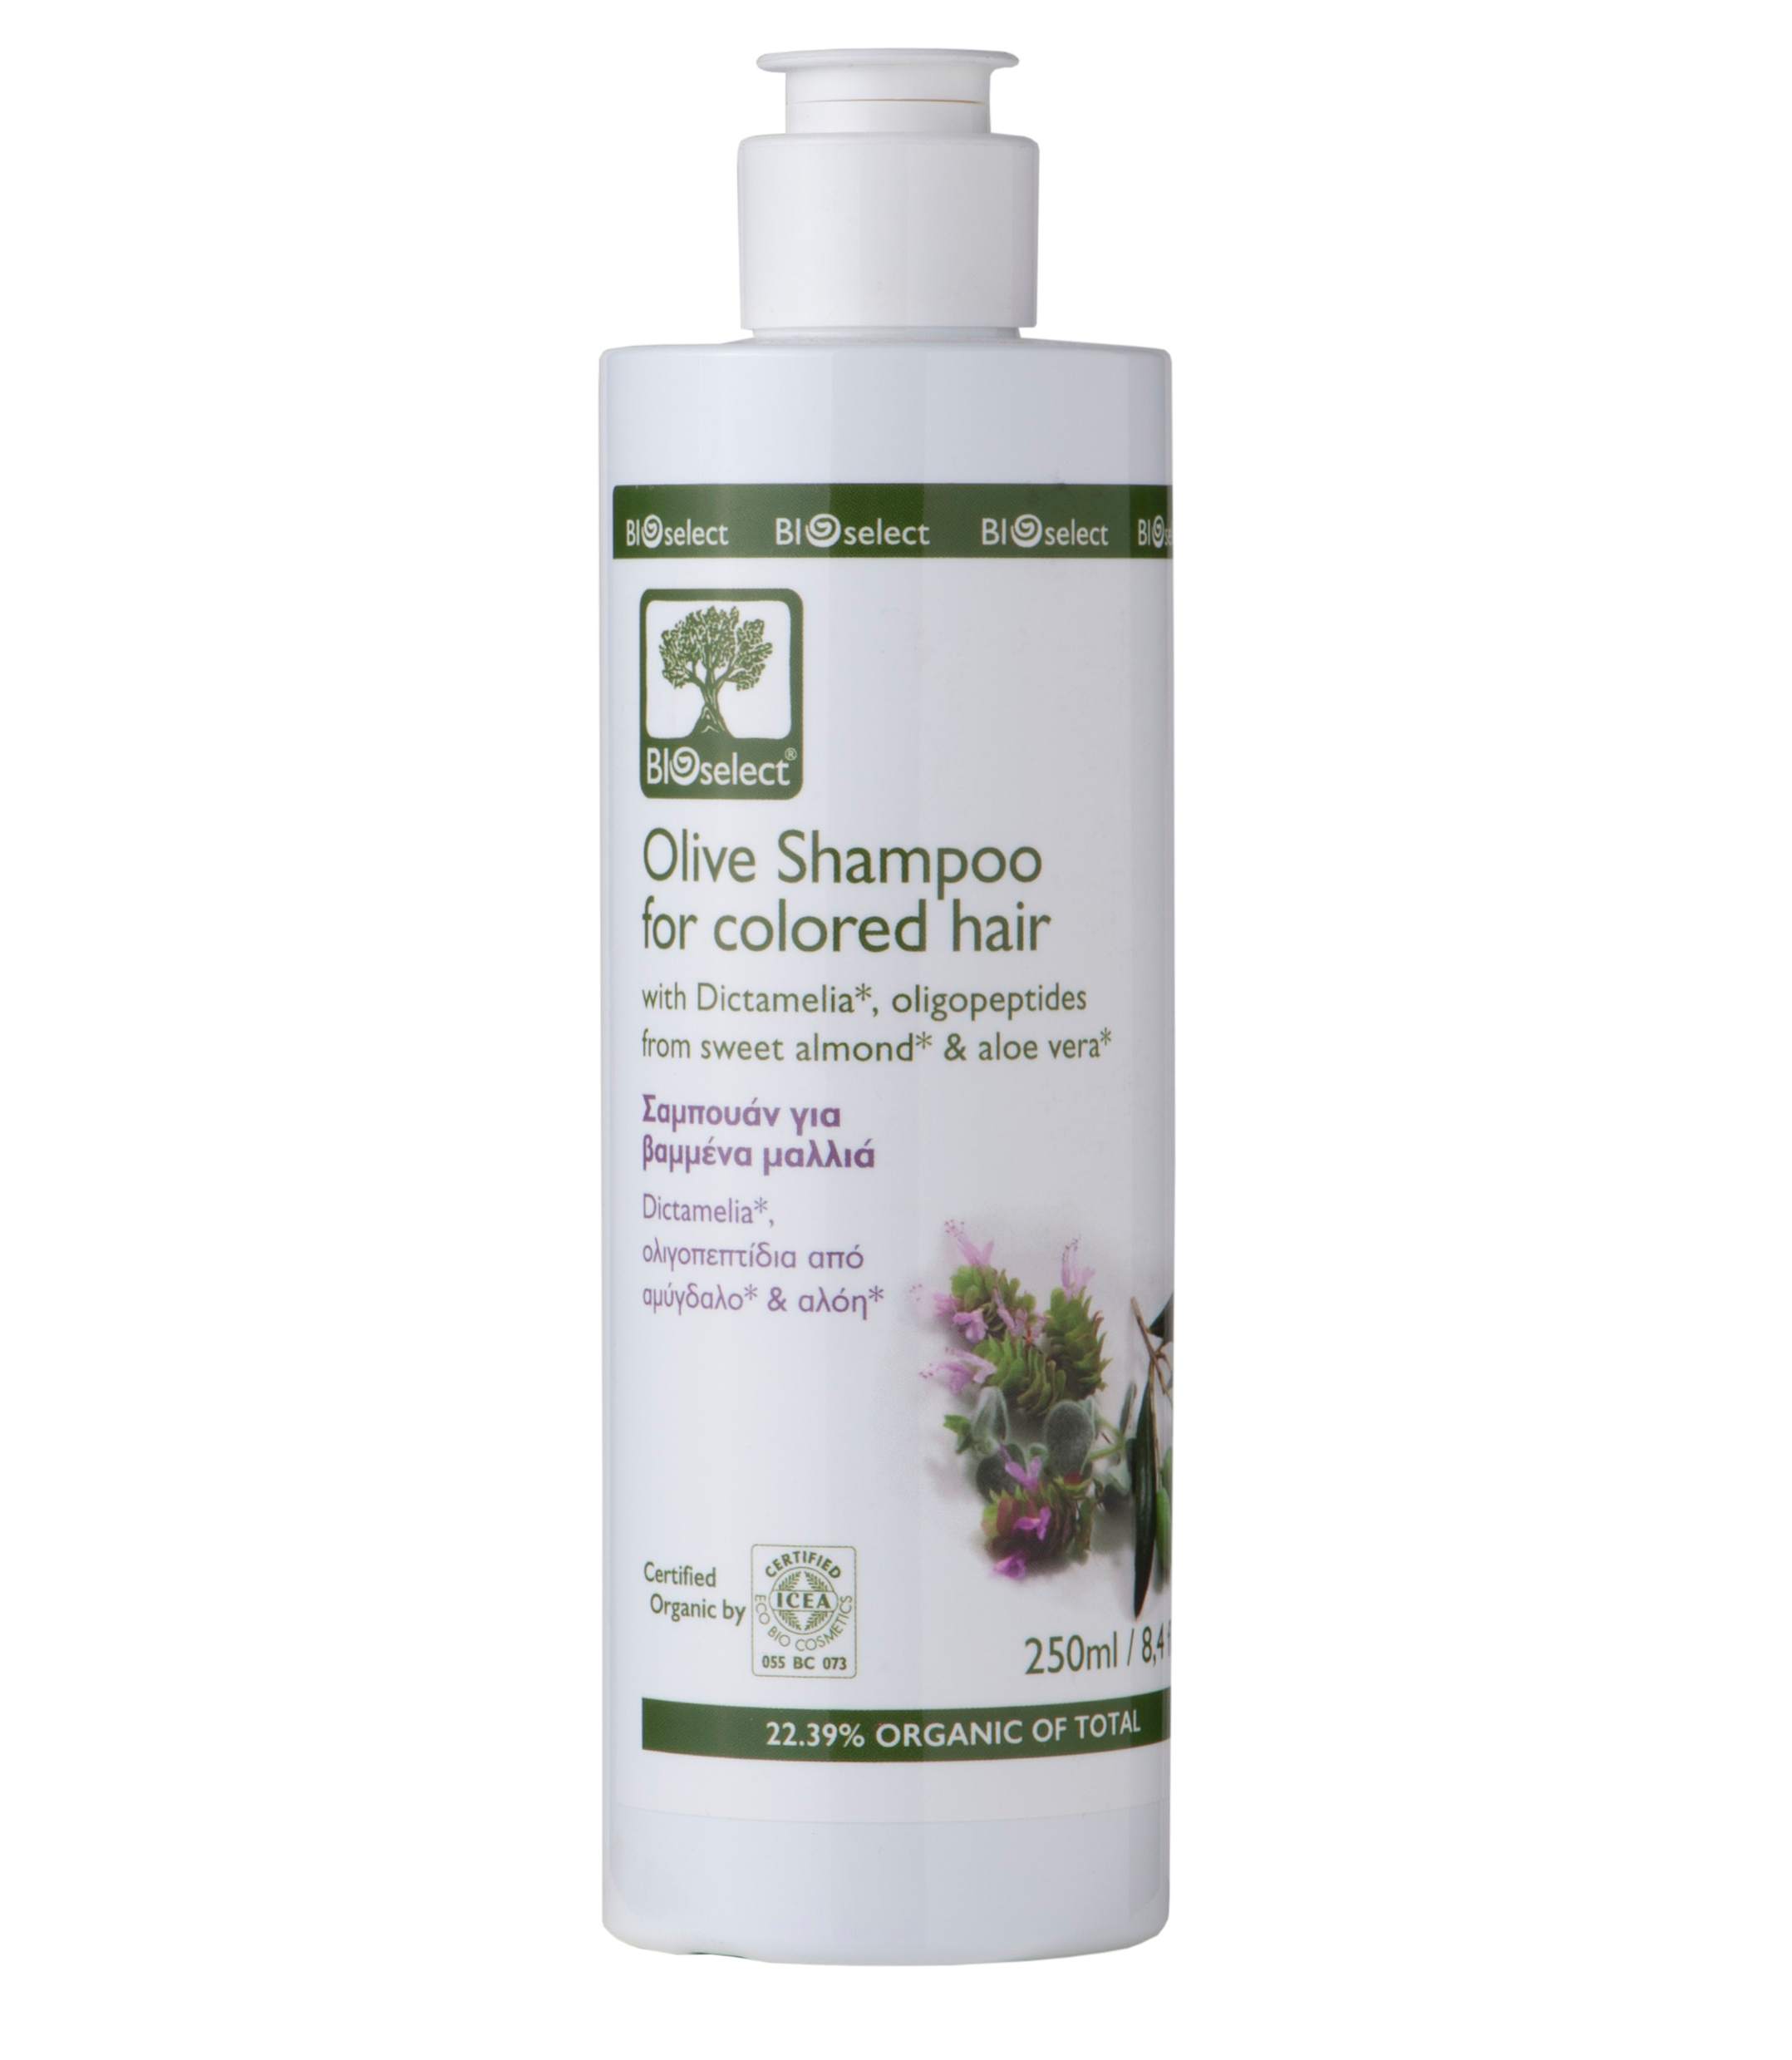 BIOselect BIOselect BIOselect
BIOselect®
Olive Shampoo
for colored hair
with Dictamelia*, oligopeptides
from sweet almond* & aloe vera*
Σαμπουάν για
βαμμένα μαλλιά
Dictamelia*,
ολιγοπεπτίδια από
αμύγδαλο* & αλόη*
Certified
Organic by
CERTIFIED
ICEA
ECO BIO COSMETICS
055 BC 073
250ml / 8,4
22.39% ORGANIC OF TOTAL